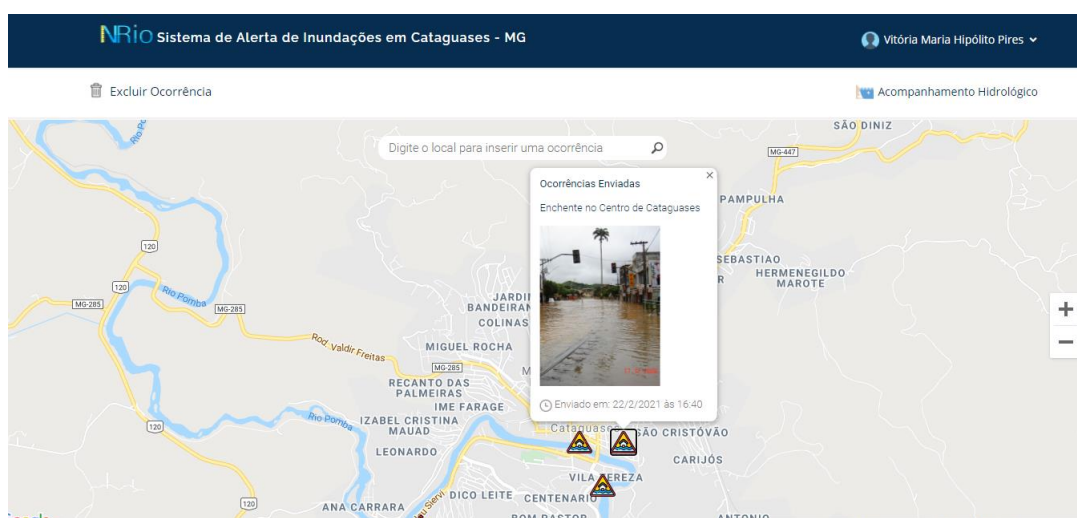 NRio Sistema de Alerta de Inundações em Cataguases - MG
Vitória Maria Hipólito Pires
Excluir Ocorrência
Acompanhamento Hidrológico
SÃO DINIZ
Digite o local para inserir uma ocorrência
MG-447
Ocorrências Enviadas
×
Enchente no Centro de Cataguases
PAMPULHA
120
SEBASTIAO
HERMENEGILDO
MAROTE
120
Rio Pomba
MG-285
MG-285
JARDI
BANDEIRAN
COLINAS
+
−
Rod. Valdir Freitas
MIGUEL ROCHA
MG-285
RECANTO DAS
PALMEIRAS
IME FARAGE
Enviado em: 22/2/2021 às 16:40
Rio Pomba
IZABEL CRISTINA
MAUAD
120
Cataguases
SÃO CRISTÓVÃO
LEONARDO
CARIJÓS
VILA TEREZA
DICO LEITE
CENTENARIO
120
ANA CARRARA
BOM PASTOR
ANTONIO